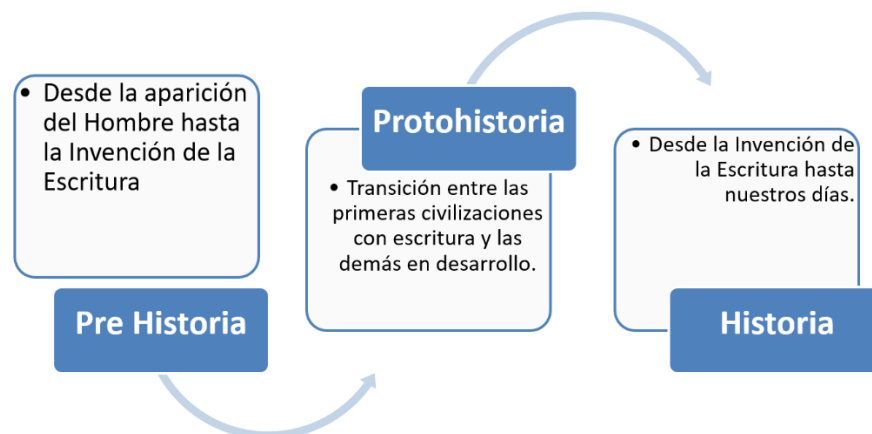 • Desde la aparición
del Hombre hasta
la Invención de la
Escritura
Pre Historia
Protohistoria
• Transición entre las
primeras civilizaciones
con escritura y las
demás en desarrollo.
• Desde la Invención de
la Escritura hasta
nuestros días.
Historia